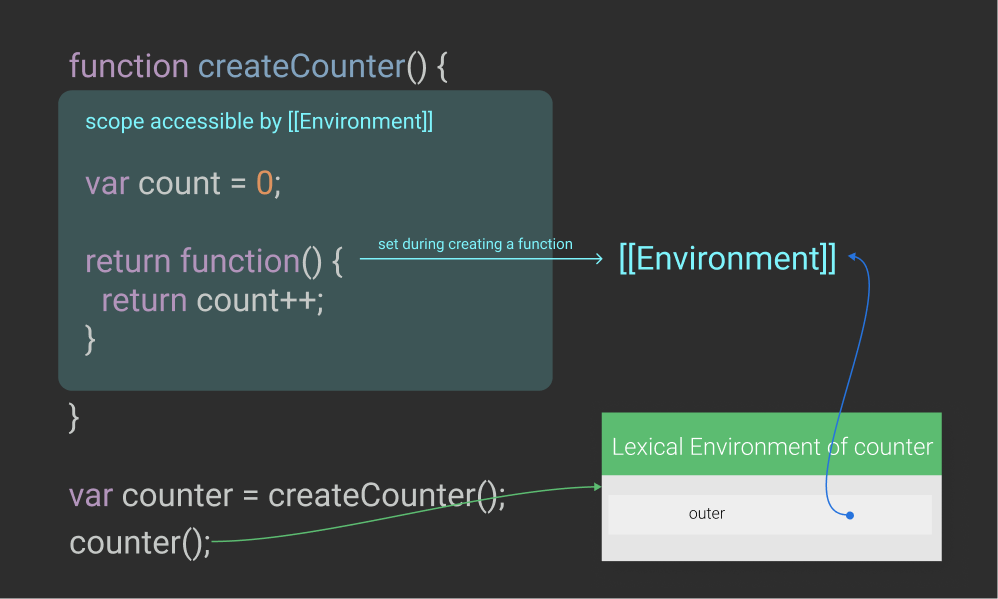 function createCounter() {
scope accessible by [[Environment]]
var count = 0;
return function() {
set during creating a function
[[Environment]]
return count++;
}
}
Lexical Environment of counter
var counter = createCounter();
outer
counter();